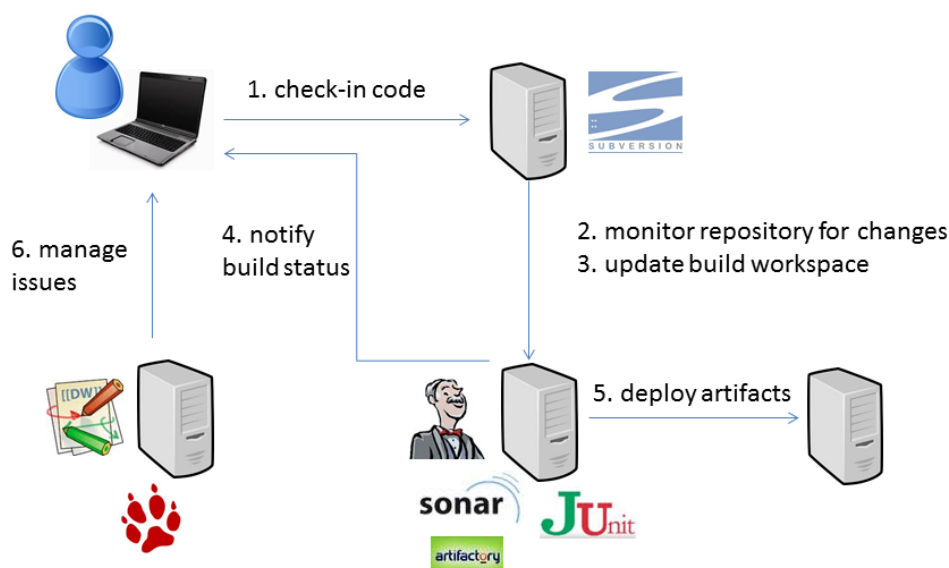 1. check-in code
SUBVERSION
2. monitor repository for changes
3. update build workspace
4. notify
build status
6. manage
issues
[[DW]]
5. deploy artifacts
sonar
JUnit
artifactory